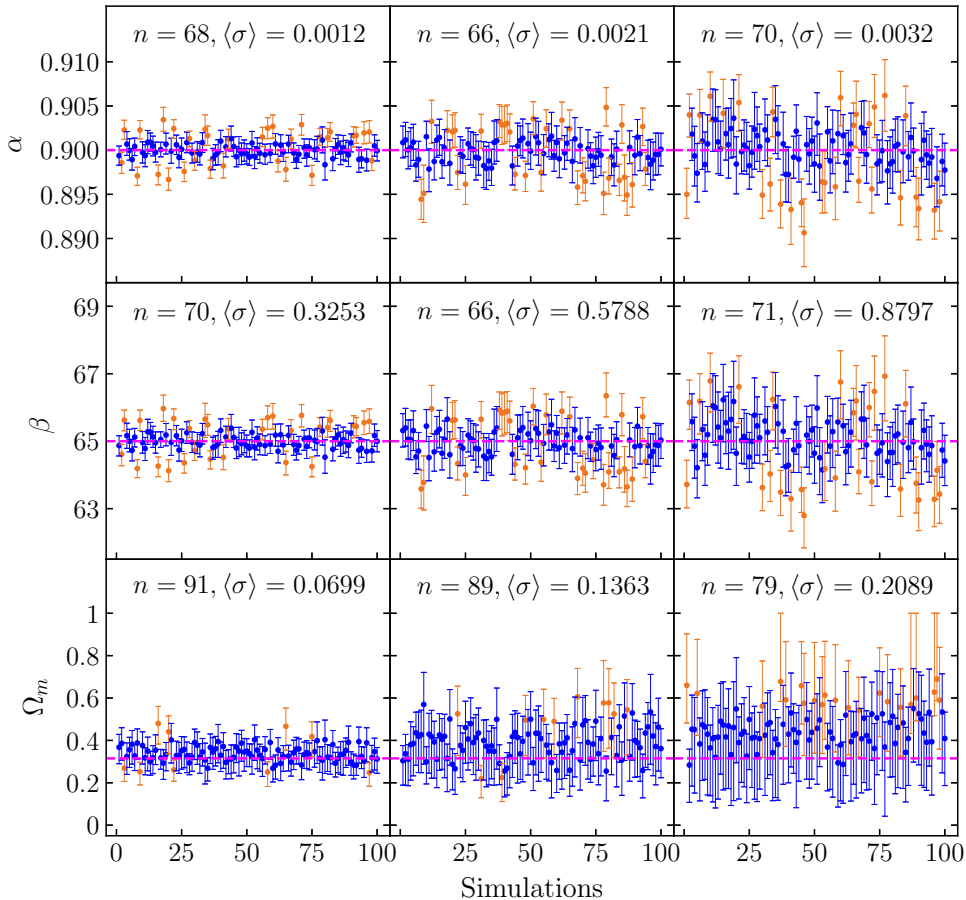 n = 68, ⟨σ⟩ = 0.0012
n = 66, ⟨σ⟩ = 0.0021
n = 70, ⟨σ⟩ = 0.0032
0.910
0.905
0.900
0.895
0.890
α
n = 70, ⟨σ⟩ = 0.3253
n = 66, ⟨σ⟩ = 0.5788
n = 71, ⟨σ⟩ = 0.8797
69
67
65
63
β
n = 91, ⟨σ⟩ = 0.0699
n = 89, ⟨σ⟩ = 0.1363
n = 79, ⟨σ⟩ = 0.2089
1
0.8
0.6
0.4
0.2
0
Ωm
0 25 50 75 100
0 25 50 75 100
0 25 50 75 100
Simulations